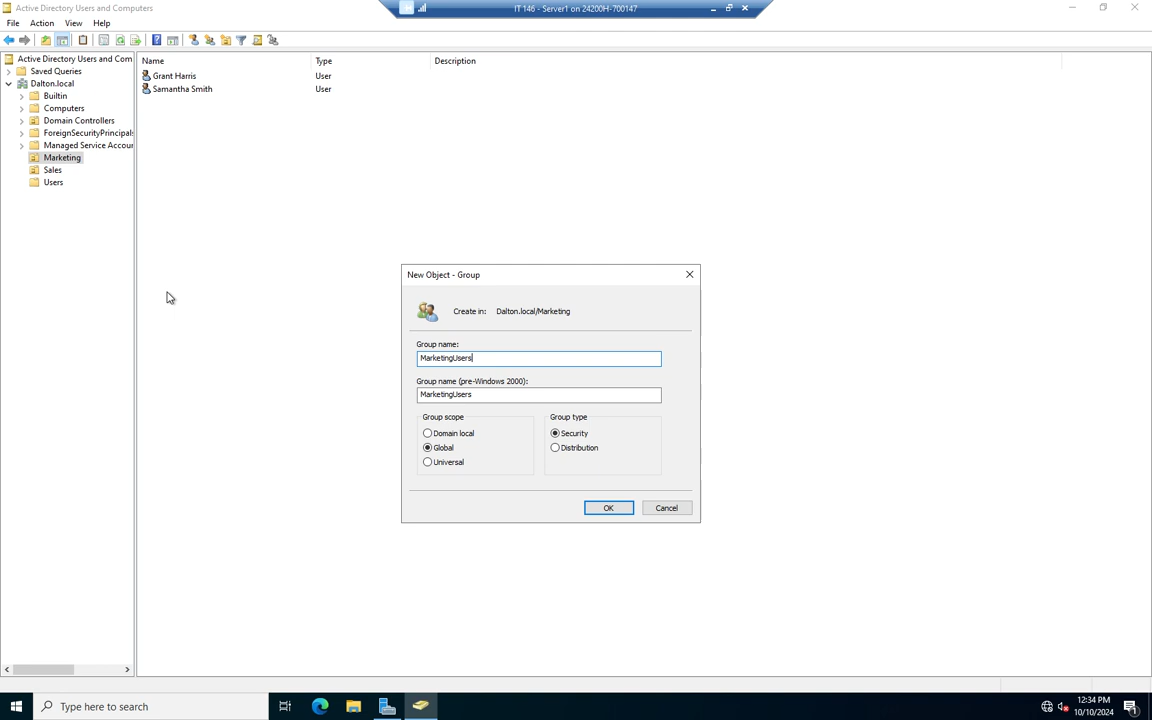 Active Directory Users and Computers
IT 146 - Server1 on 24200H-700147
File Action View Help
Active Directory Users and Com
Saved Queries
Dalton.local
Builtin
Computers
Domain Controllers
ForeignSecurityPrincipals
Managed Service Accour
Marketing
Sales
Users
Name Type Description
Grant Harris User
Samantha Smith User
New Object - Group
Create in: Dalton.local/Marketing
Group name:
MarketingUsers
Group name (pre-Windows 2000):
MarketingUsers
Group scope
Domain local
Global
Universal
Group type
Security
Distribution
OK Cancel
Type here to search
12:34 PM
10/10/2024
1